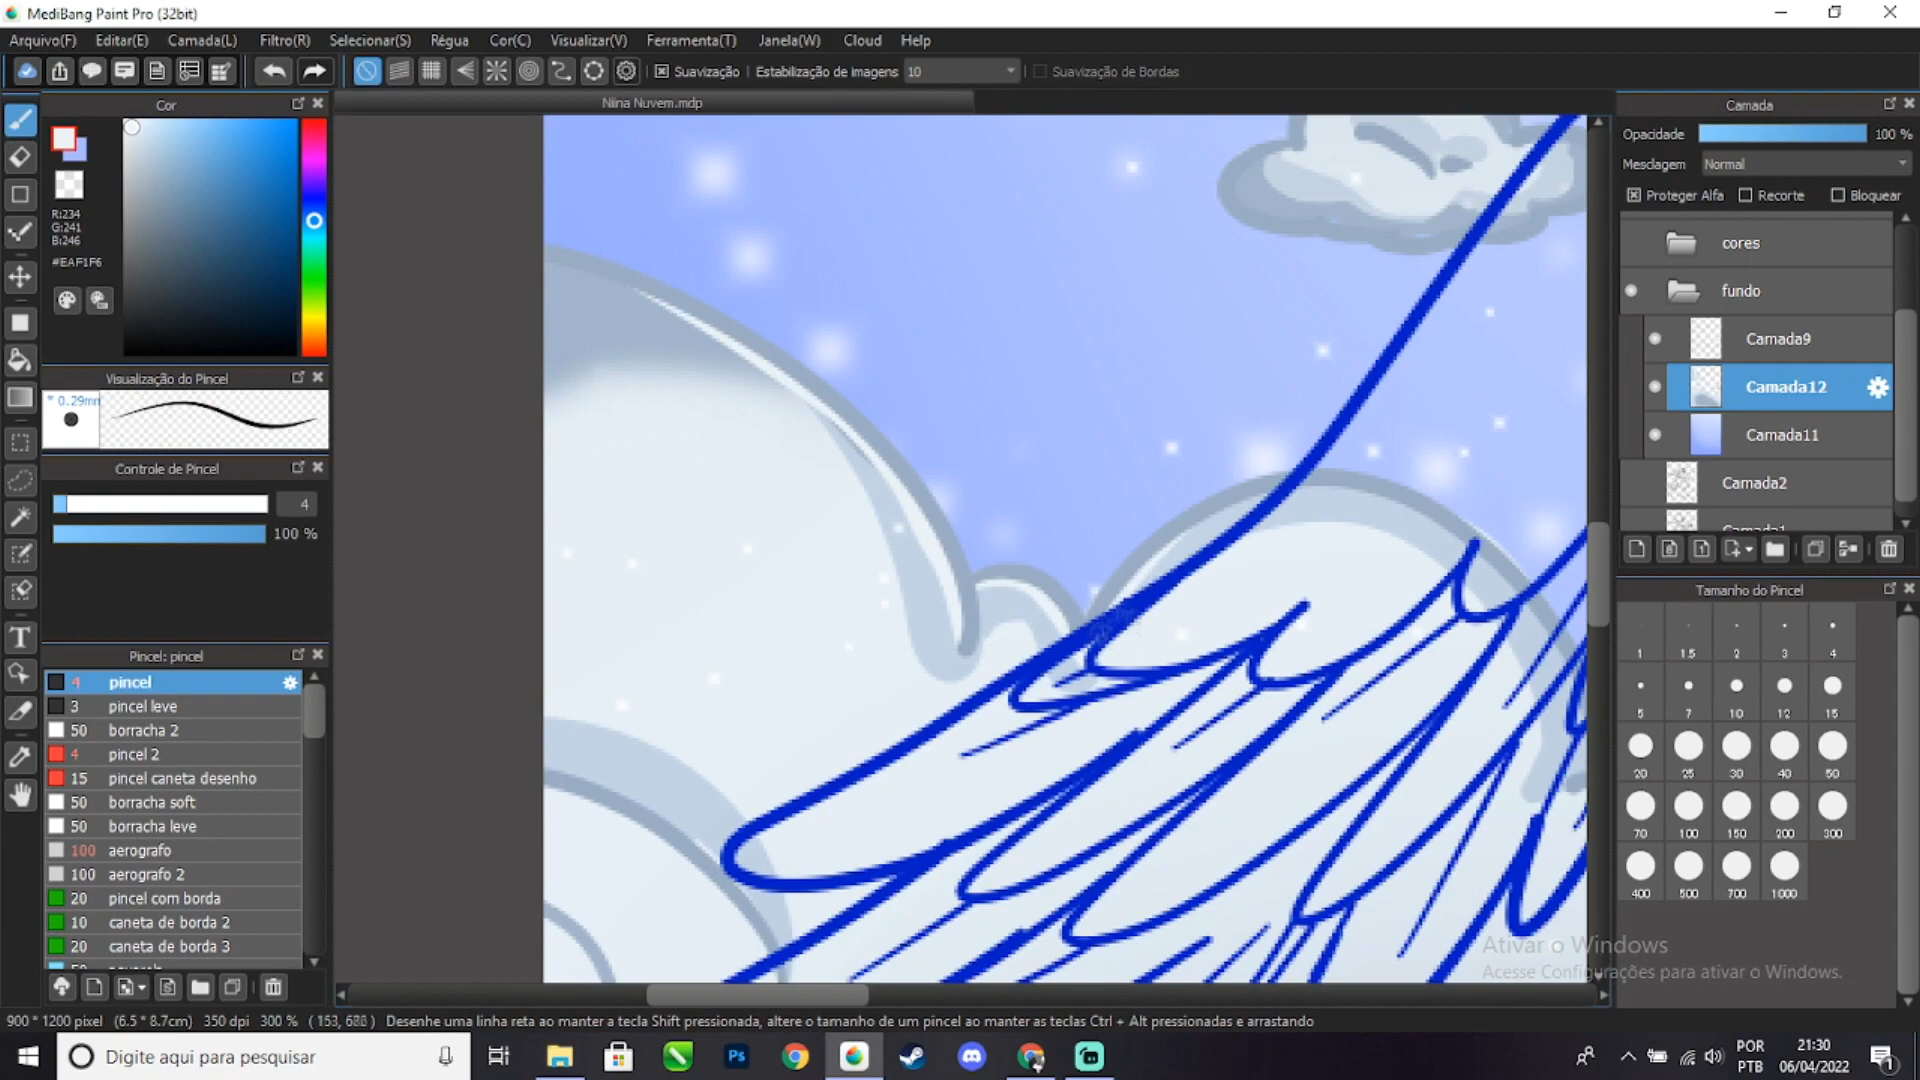 MediBang Paint Pro (32bit)
Arquivo(F) Editar(E) Camada(L) Filtro(R) Selecionar(S) Régua Cor(C) Visualizar(V) Ferramenta(T) Janela(W) Cloud Help
Suavização Estabilização de imagens 10 Suavização de Bordas
Cor
Niina Nuvem.mdp
Camada
Opacidade 100 %
Mesclagem Normal
Proteger Alfa Recorte Bloquear
R:234
G:241
B:246
#EAF1F6
cores
fundo
Camada9
Camada12
Camada11
Camada2
Camada1
Visualização do Pincel
* 0.29mm
Controle de Pincel
4
100 %
Tamanho do Pincel
1 1.5 2 3 4
5 7 10 12 15
20 25 30 40 50
70 100 150 200 300
400 500 700 1000
Pincel: pincel
4 pincel
3 pincel leve
50 borracha 2
4 pincel 2
15 pincel caneta desenho
50 borracha soft
50 borracha leve
100 aerografo
100 aerografo 2
20 pincel com borda
10 caneta de borda 2
20 caneta de borda 3
Ativar o Windows
Acesse Configurações para ativar o Windows.
900 * 1200 pixel (6.5 * 8.7cm) 350 dpi 300 % ( 153, 688 ) Desenhe uma linha reta ao manter a tecla Shift pressionada, altere o tamanho de um pincel ao manter as teclas Ctrl + Alt pressionadas e arrastando
Digite aqui para pesquisar
Ps
POR
PTB
21:30
06/04/2022
1